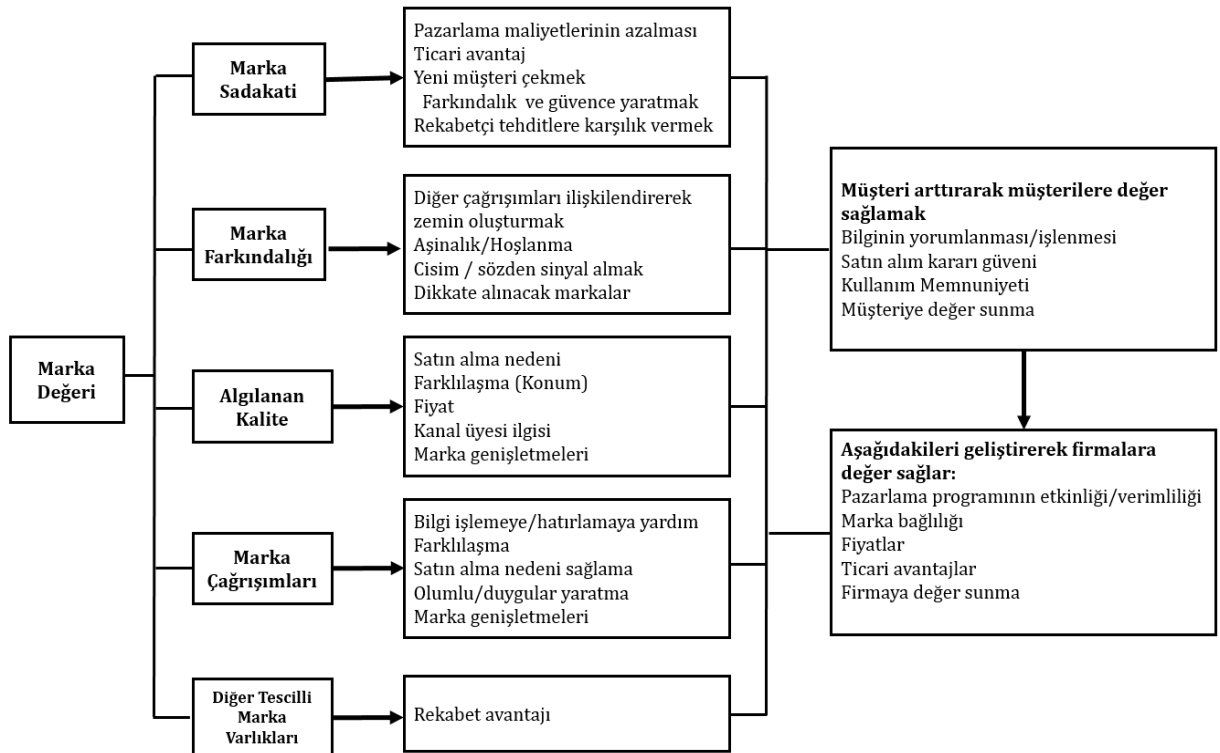 Marka
Değeri
Marka
Sadakati
Pazarlama maliyetlerinin azalması
Ticari avantaj
Yeni müşteri çekmek
Farkındalık ve güvence yaratmak
Rekabetçi tehditlere karşılık vermek
Marka
Farkındalığı
Diğer çağrışımları ilişkilendirerek
zemin oluşturmak
Aşinalık/Hoşlanma
Cisim / sözden sinyal almak
Dikkate alınacak markalar
Algılanan
Kalite
Satın alma nedeni
Farklılaşma (Konum)
Fiyat
Kanal üyesi ilgisi
Marka genişletmeleri
Marka
Çağrışımları
Bilgi işlemeye/hatırlamaya yardım
Farklılaşma
Satın alma nedeni sağlama
Olumlu/duygular yaratma
Marka genişletmeleri
Diğer Tescilli
Marka
Varlıkları
Rekabet avantajı
Müşteri arttırarak müşterilere değer
sağlamak
Bilginin yorumlanması/işlenmesi
Satın alım kararı güveni
Kullanım Memnuniyeti
Müşteriye değer sunma
Aşağıdakileri geliştirerek firmalara
değer sağlar:
Pazarlama programının etkinliği/verimliliği
Marka bağlılığı
Fiyatlar
Ticari avantajlar
Firmaya değer sunma